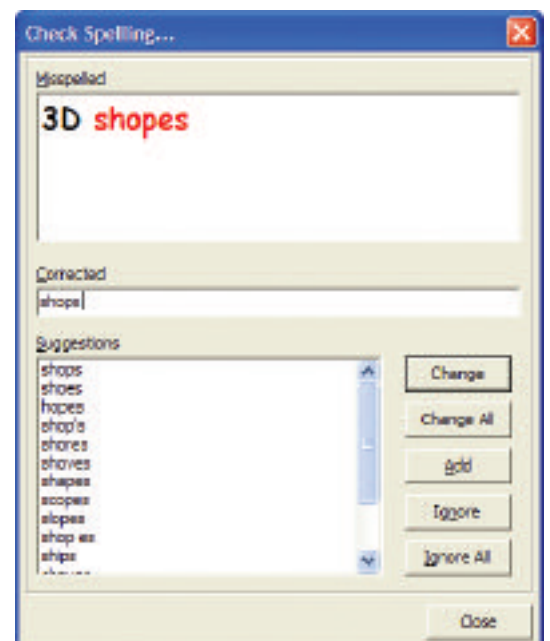 Check Spelling...
Misspelled
3D shopes
Corrected
shops
Suggestions
shops
shoes
hopes
shop's
shores
shoves
shapes
scopes
slopes
shop es
ships
Change
Change All
Add
Ignore
Ignore All
Close